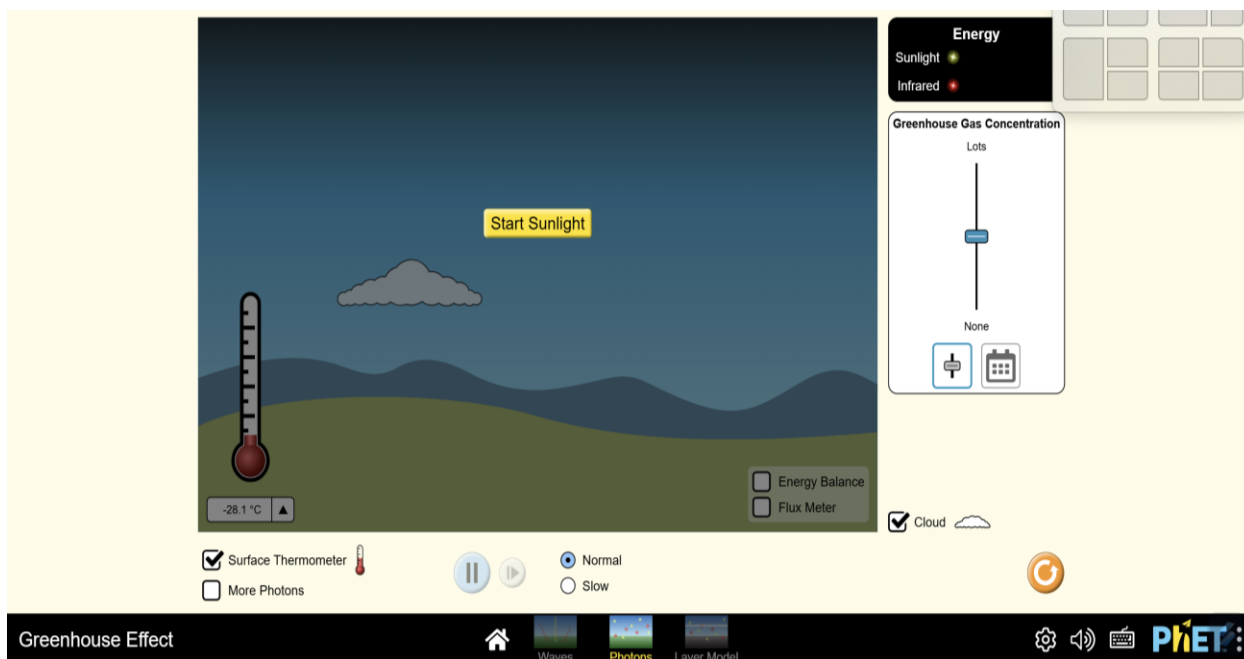 Energy
Sunlight
Infrared
Greenhouse Gas Concentration
Lots
None
Start Sunlight
-28.1 °C
Energy Balance
Flux Meter
Cloud
Surface Thermometer
More Photons
Normal
Slow
Greenhouse Effect
Waves
Photons
Layer Model
PhET